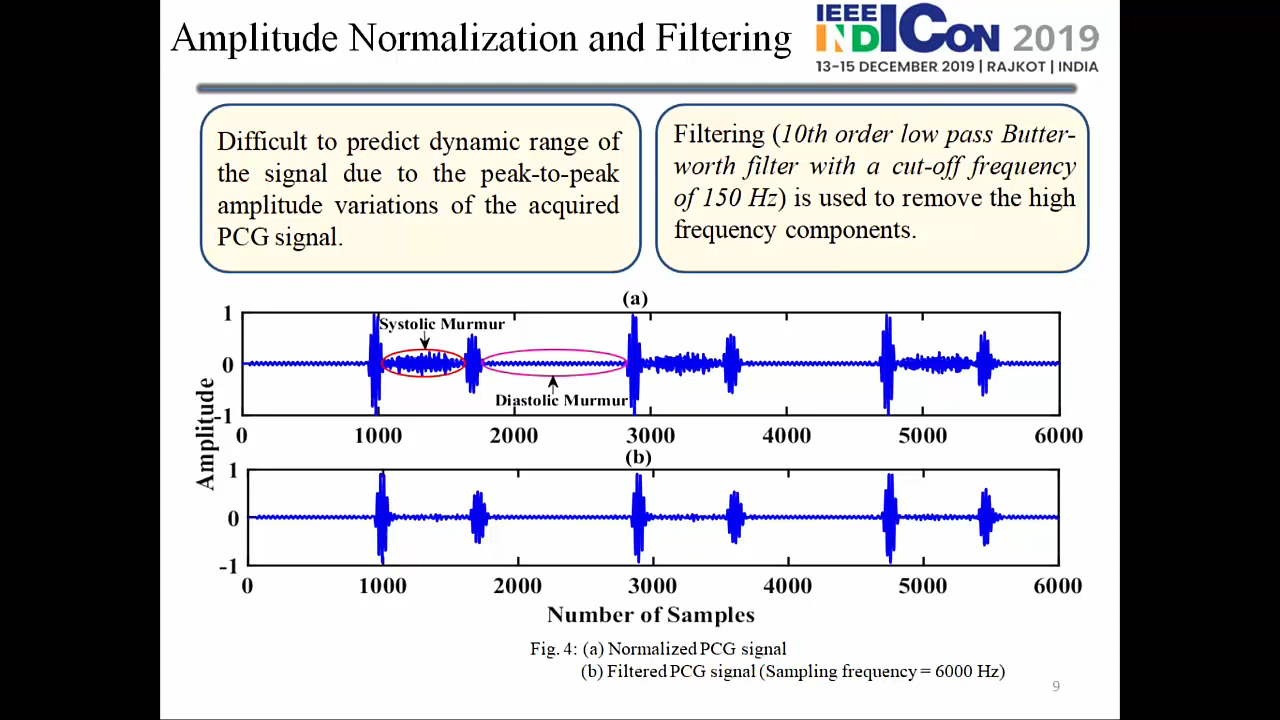 Amplitude Normalization and Filtering
IEEE
INDICON 2019
13-15 DECEMBER 2019 | RAJKOT | INDIA
Difficult to predict dynamic range of
the signal due to the peak-to-peak
amplitude variations of the acquired
PCG signal.
Filtering (10th order low pass Butter-
worth filter with a cut-off frequency
of 150 Hz) is used to remove the high
frequency components.
(a)
1
Systolic Murmur
0
Diastolic Murmur
-1
0 1000 2000 3000 4000 5000 6000
Amplitude
(b)
1
0
-1
0 1000 2000 3000 4000 5000 6000
Number of Samples
Fig. 4: (a) Normalized PCG signal
(b) Filtered PCG signal (Sampling frequency = 6000 Hz)
9